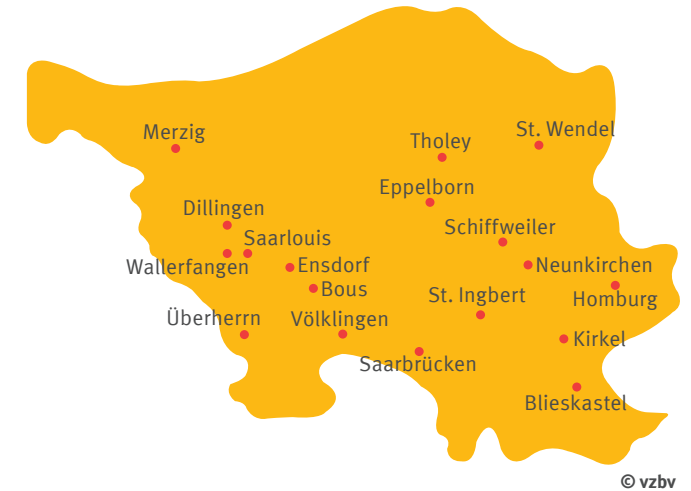 Merzig
St. Wendel
Tholey
Eppelborn
Dillingen
Schiffweiler
Saarlouis
Wallerfangen
Ensdorf
Neunkirchen
Bous
St. Ingbert
Homburg
Überherrn
Völklingen
Kirkel
Saarbrücken
Blieskastel
© vzbv